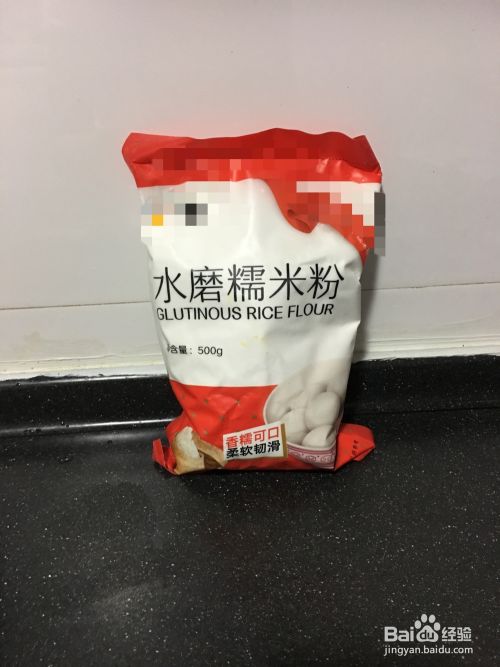 水磨糯米粉
GLUTINOUS RICE FLOUR
含量：500g
香糯可口
柔软韧滑
Bai 经验
jingyan.baidu.com